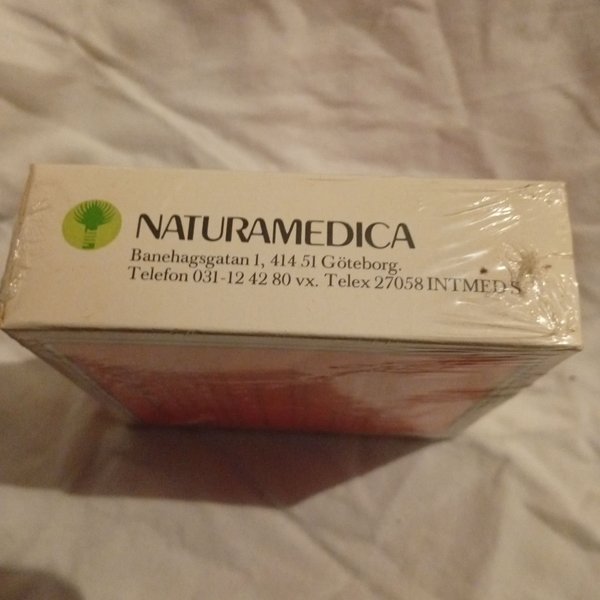 NATURAMEDICA
Banehagsgatan 1, 414 51 Göteborg.
Telefon 031-12 42 80 vx. Telex 27058 INTMED S